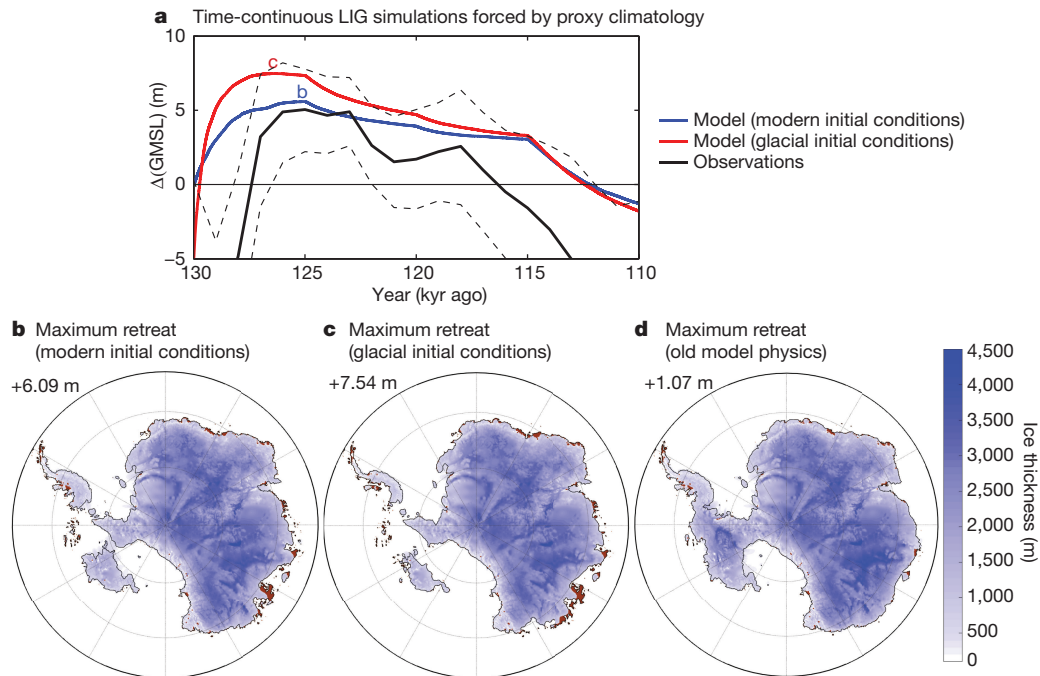 a Time-continuous LIG simulations forced by proxy climatology
10
5
0
−5
Δ(GMSL) (m)
c
b
130
125
120
115
110
Year (kyr ago)
Model (modern initial conditions)
Model (glacial initial conditions)
Observations
b Maximum retreat
(modern initial conditions)
+6.09 m
c Maximum retreat
(glacial initial conditions)
+7.54 m
d Maximum retreat
(old model physics)
+1.07 m
4,500
4,000
3,500
3,000
2,500
2,000
1,500
1,000
500
0
Ice thickness (m)